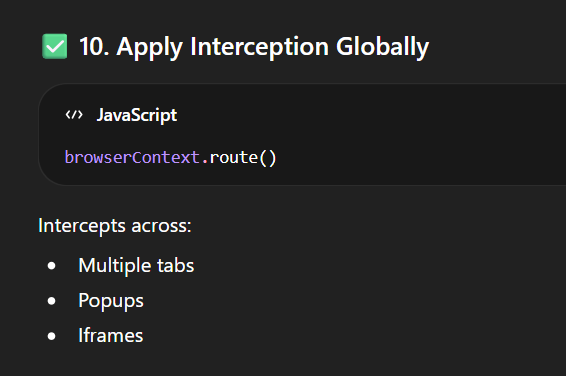 ✅ 10. Apply Interception Globally
</> JavaScript
browserContext.route()
Intercepts across:
• Multiple tabs
• Popups
• Iframes